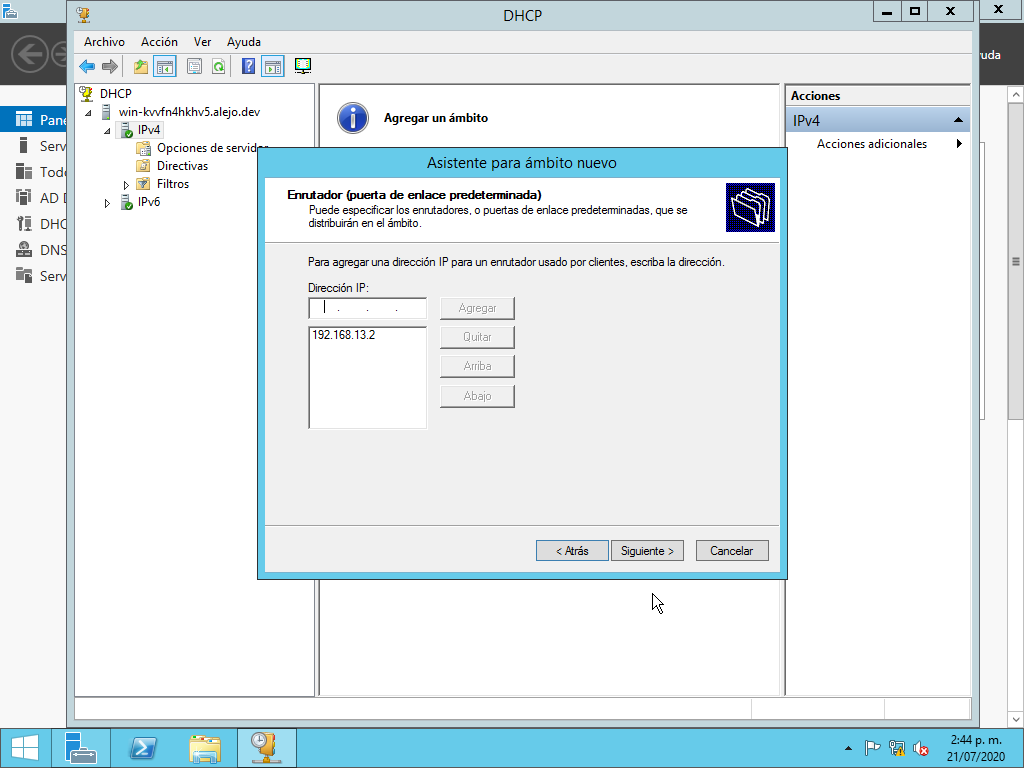 DHCP
Archivo Acción Ver Ayuda
DHCP
win-kvvfn4hkhv5.alejo.dev
IPv4
Opciones de servidor
Directivas
Filtros
IPv6
Agregar un ámbito
Acciones
IPv4
Acciones adicionales
Asistente para ámbito nuevo
Enrutador (puerta de enlace predeterminada)
Puede especificar los enrutadores, o puertas de enlace predeterminadas, que se
distribuirán en el ámbito.
Para agregar una dirección IP para un enrutador usado por clientes, escriba la dirección.
Dirección IP:
. . .
Agregar
192.168.13.2
Quitar
Arriba
Abajo
< Atrás
Siguiente >
Cancelar
uda
Pane
Serv
Todo
AD D
DHC
DNS
Serv
2:44 p. m.
21/07/2020